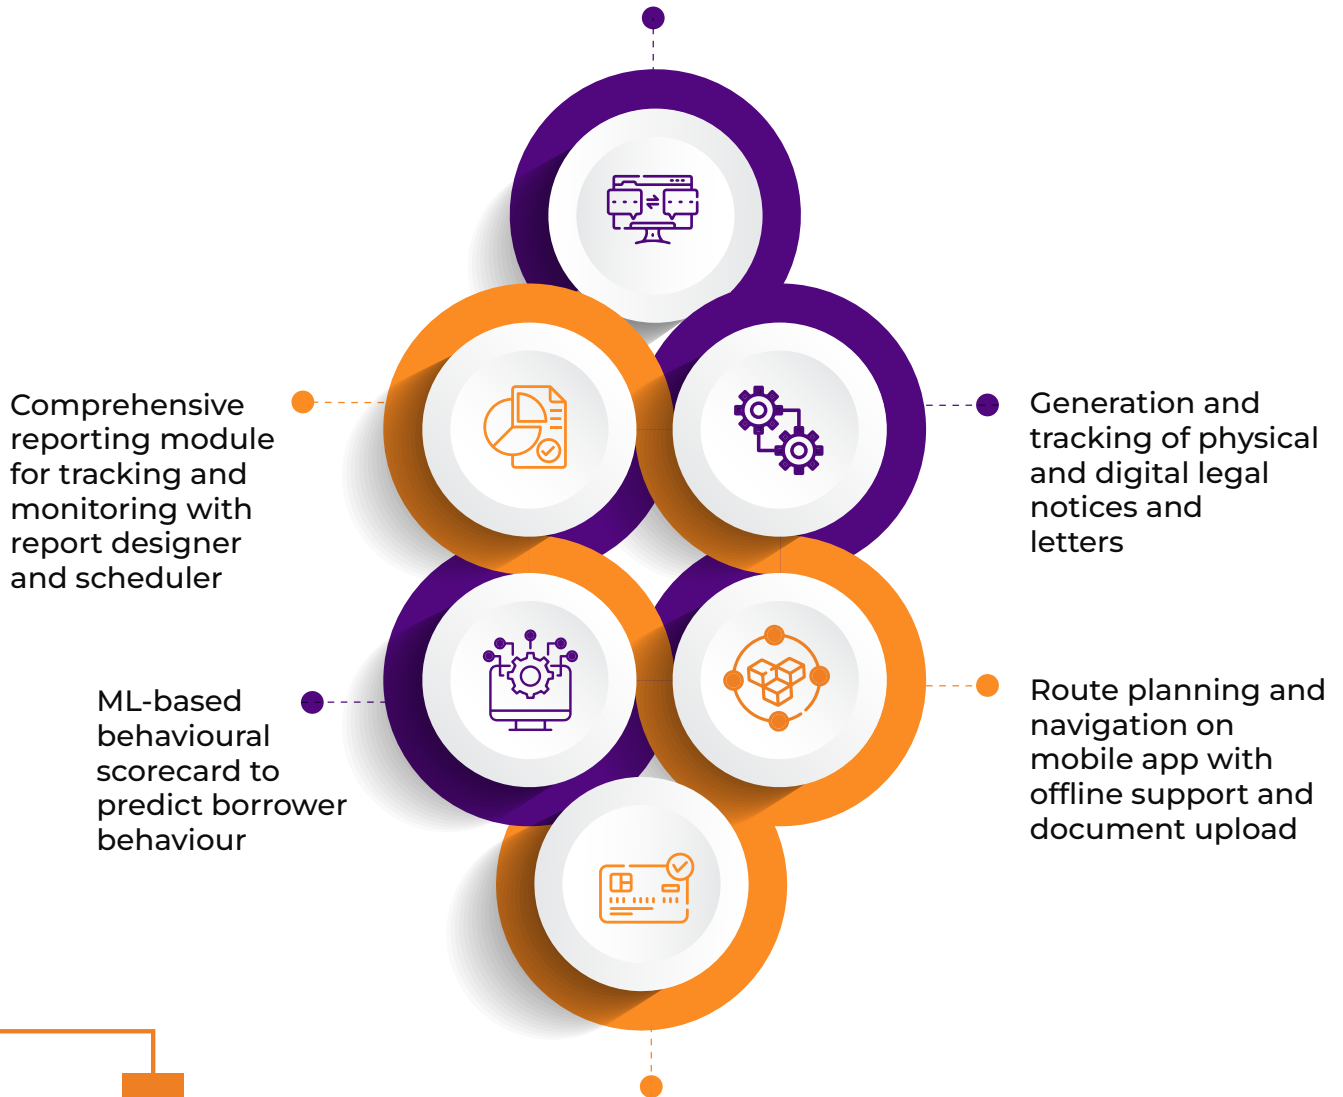 Comprehensive
reporting module
for tracking and
monitoring with
report designer
and scheduler
Generation and
tracking of physical
and digital legal
notices and
letters
ML-based
behavioural
scorecard to
predict borrower
behaviour
Route planning and
navigation on
mobile app with
offline support and
document upload